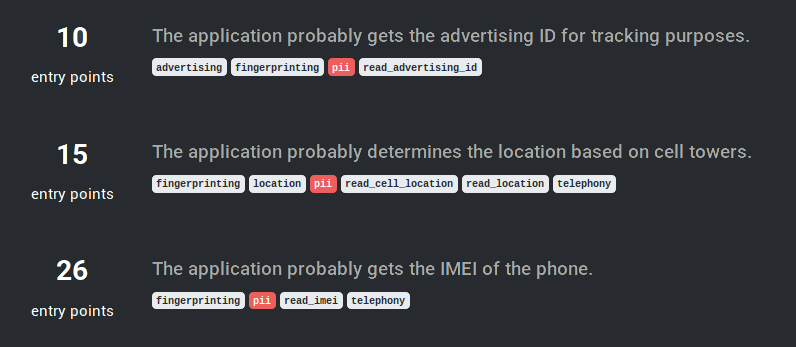 10 The application probably gets the advertising ID for tracking purposes.
entry points advertising fingerprinting pii read_advertising_id
15 The application probably determines the location based on cell towers.
entry points fingerprinting location pii read_cell_location read_location telephony
26 The application probably gets the IMEI of the phone.
entry points fingerprinting pii read_imei telephony